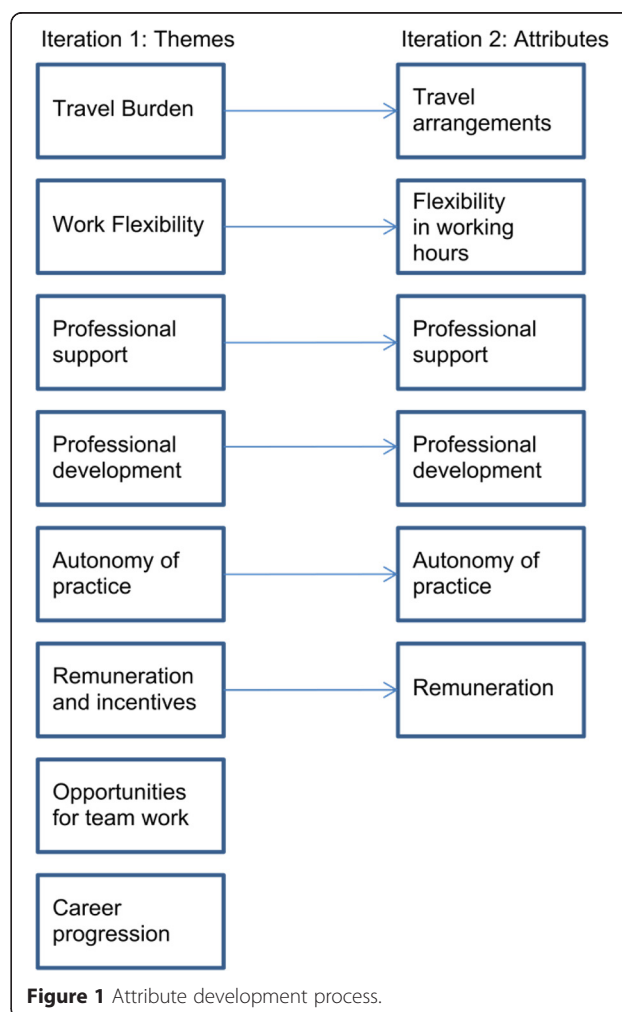 Iteration 1: Themes
Iteration 2: Attributes
Travel Burden
Travel
arrangements
Work Flexibility
Flexibility
in working
hours
Professional
support
Professional
support
Professional
development
Professional
development
Autonomy of
practice
Autonomy of
practice
Remuneration
and incentives
Remuneration
Opportunities
for team work
Career
progression
Figure 1 Attribute development process.